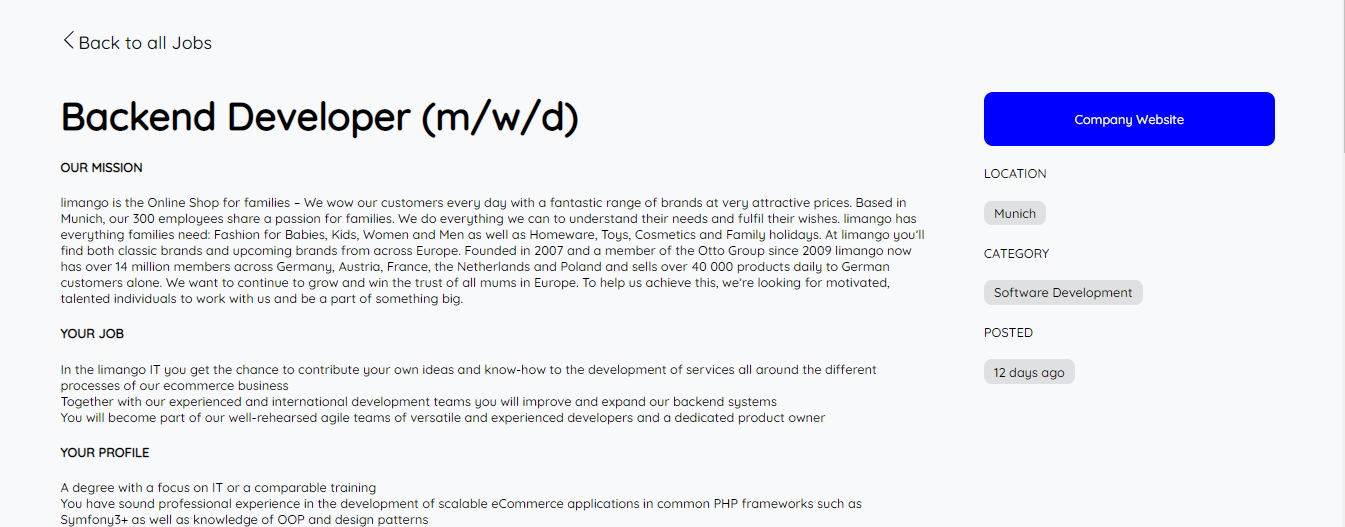 Back to all Jobs
Backend Developer (m/w/d)
Company Website
OUR MISSION
LOCATION
limango is the Online Shop for families – We wow our customers every day with a fantastic range of brands at very attractive prices. Based in
Munich, our 300 employees share a passion for families. We do everything we can to understand their needs and fulfil their wishes. limango has
everything families need: Fashion for Babies, Kids, Women and Men as well as Homeware, Toys, Cosmetics and Family holidays. At limango you'll
find both classic brands and upcoming brands from across Europe. Founded in 2007 and a member of the Otto Group since 2009 limango now
has over 14 million members across Germany, Austria, France, the Netherlands and Poland and sells over 40 000 products daily to German
customers alone. We want to continue to grow and win the trust of all mums in Europe. To help us achieve this, we're looking for motivated,
talented individuals to work with us and be a part of something big.
Munich
CATEGORY
Software Development
POSTED
12 days ago
YOUR JOB
In the limango IT you get the chance to contribute your own ideas and know-how to the development of services all around the different
processes of our ecommerce business
Together with our experienced and international development teams you will improve and expand our backend systems
You will become part of our well-rehearsed agile teams of versatile and experienced developers and a dedicated product owner
YOUR PROFILE
A degree with a focus on IT or a comparable training
You have sound professional experience in the development of scalable eCommerce applications in common PHP frameworks such as
Symfony3+ as well as knowledge of OOP and design patterns